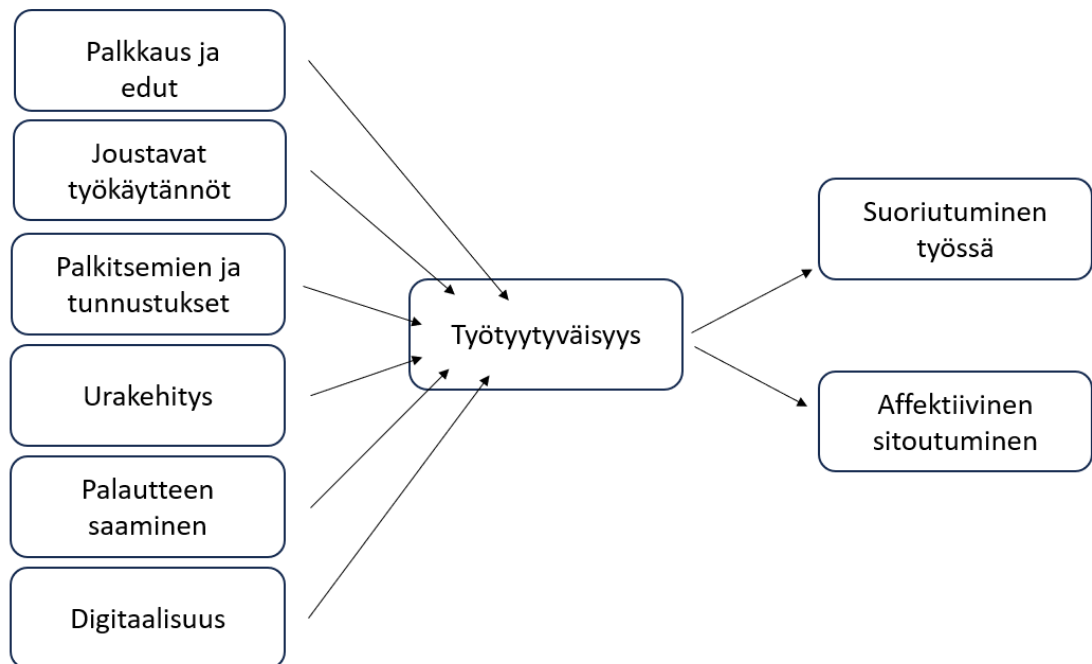 Palkkaus ja
edut
Joustavat
työkäytännöt
Palkitsemien ja
tunnustukset
Urakehitys
Palautteen
saaminen
Digitaalisuus
Työtyytyväisyys
Suoriutuminen
työssä
Affektiivinen
sitoutuminen